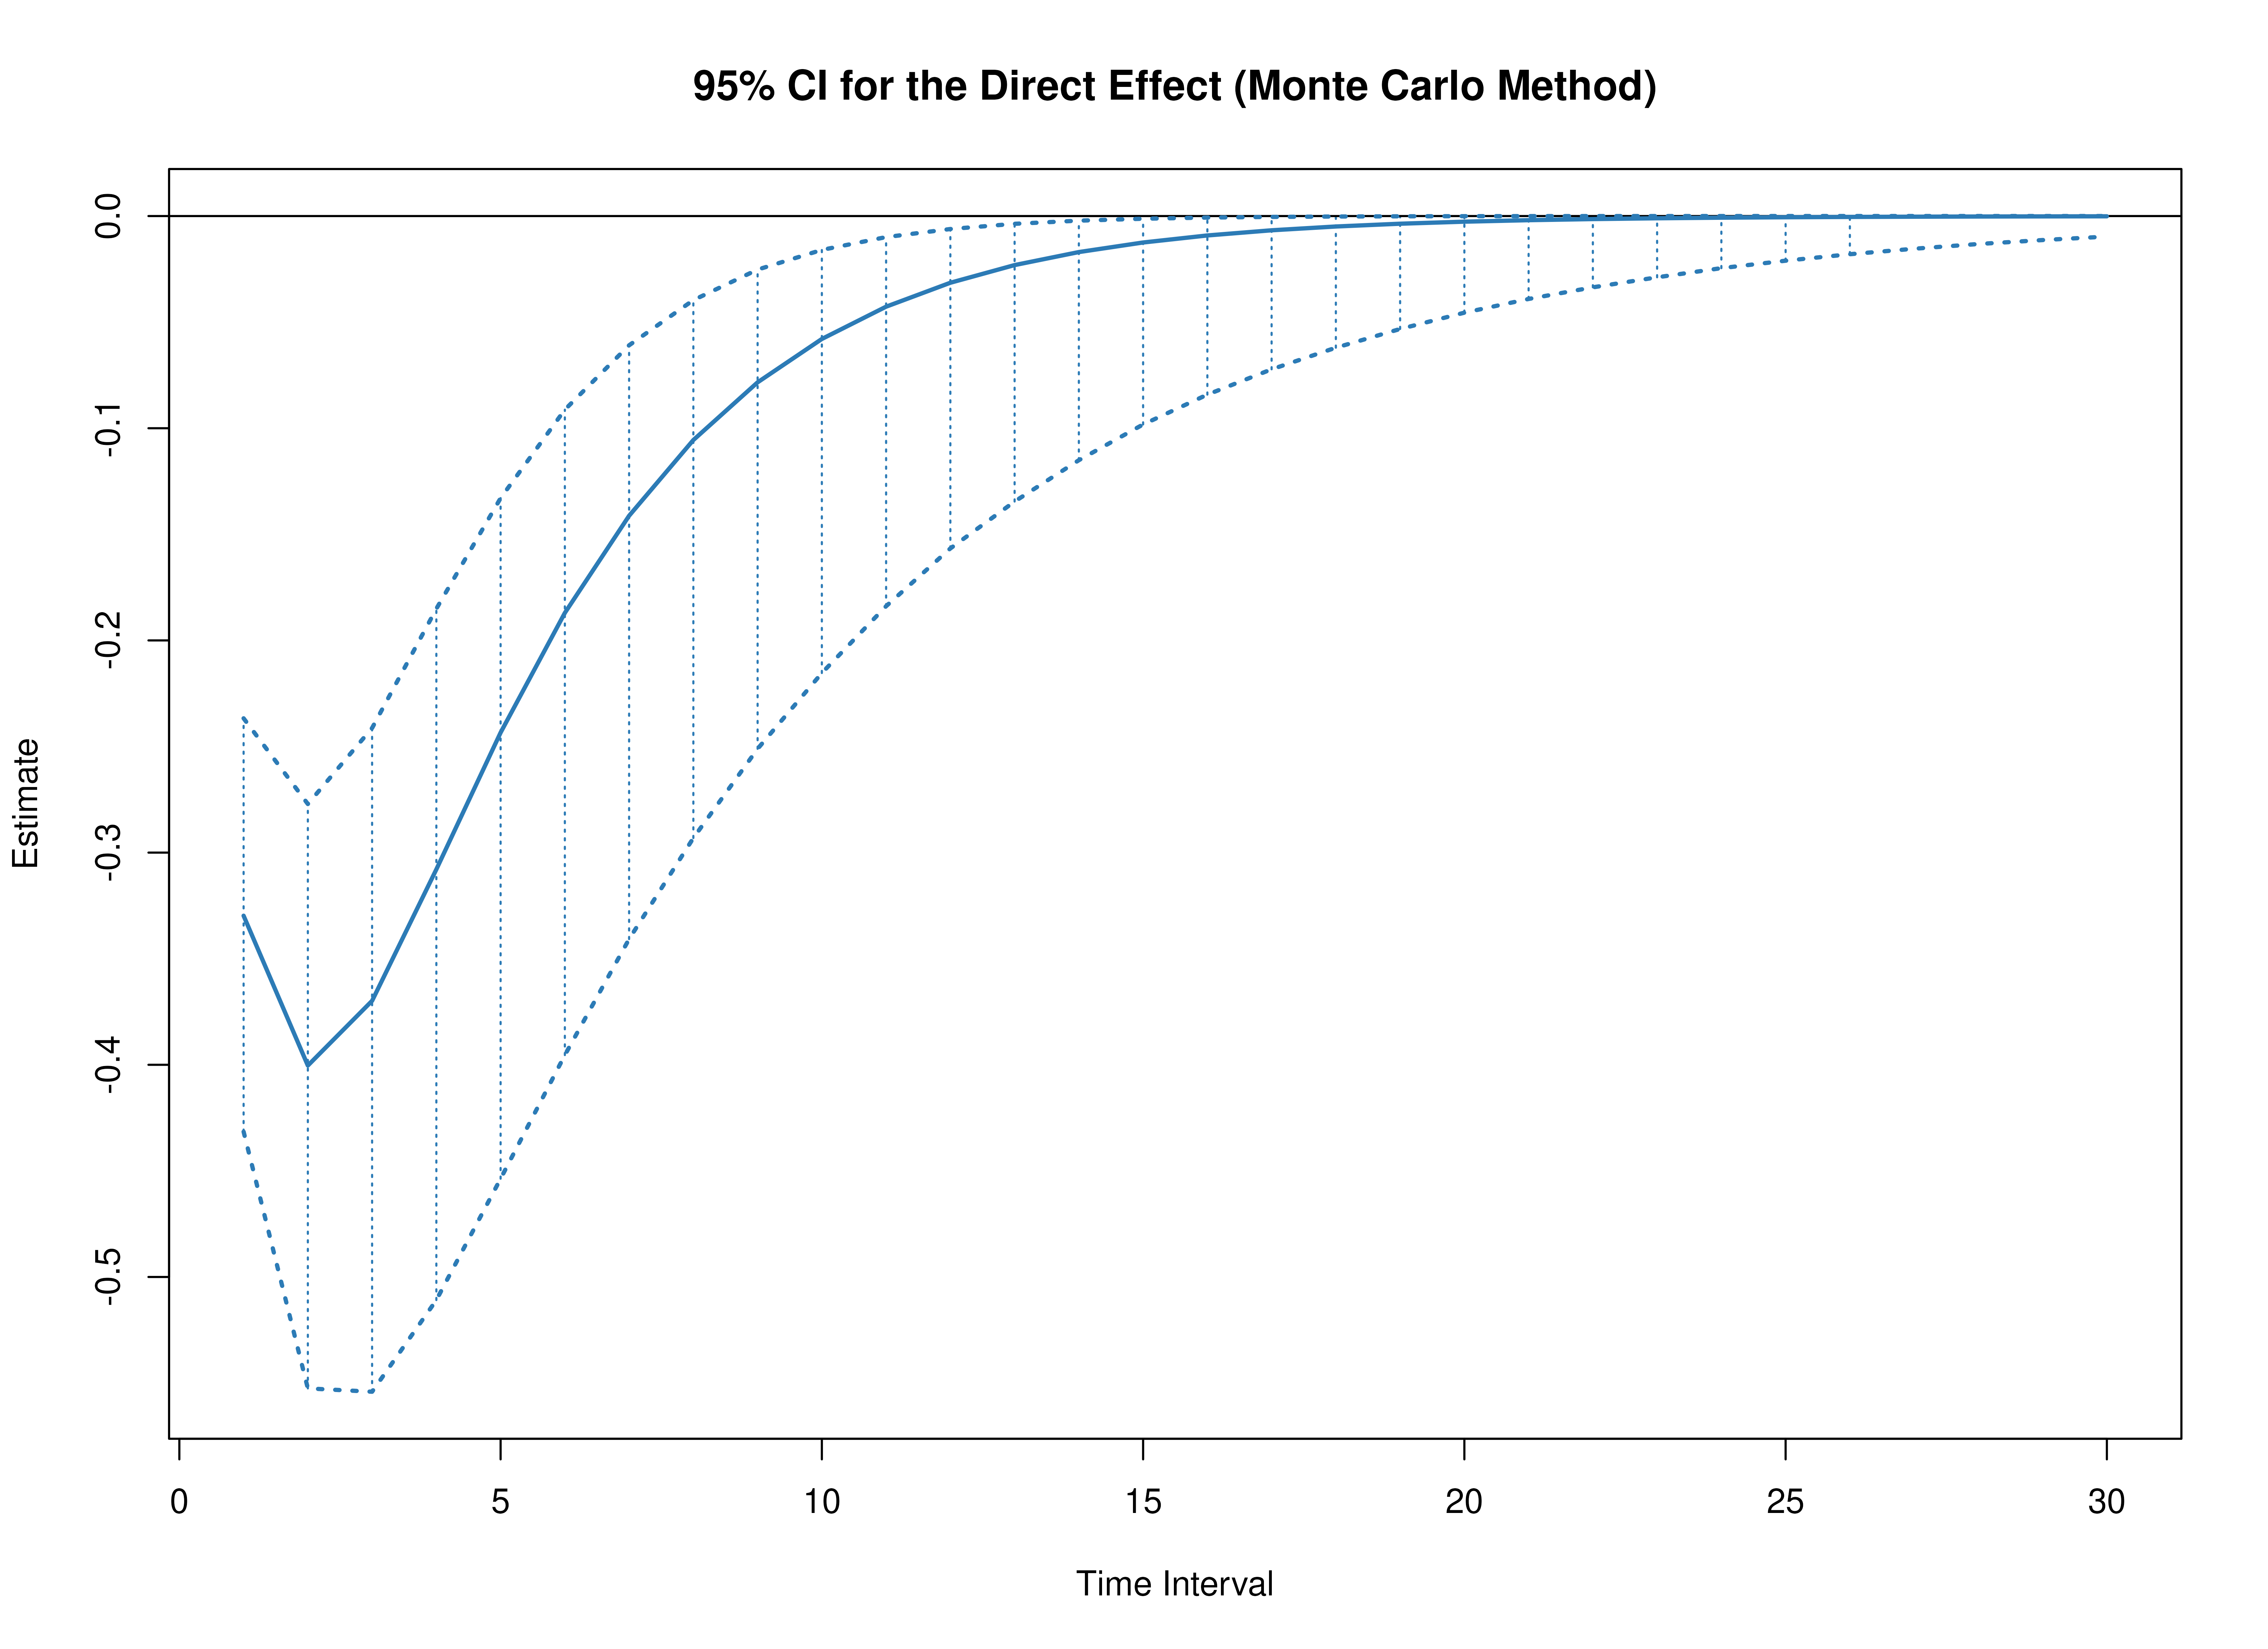 95% CI for the Direct Effect (Monte Carlo Method)
Estimate
0.0
-0.1
-0.2
-0.3
-0.4
-0.5
0 5 10 15 20 25 30
Time Interval